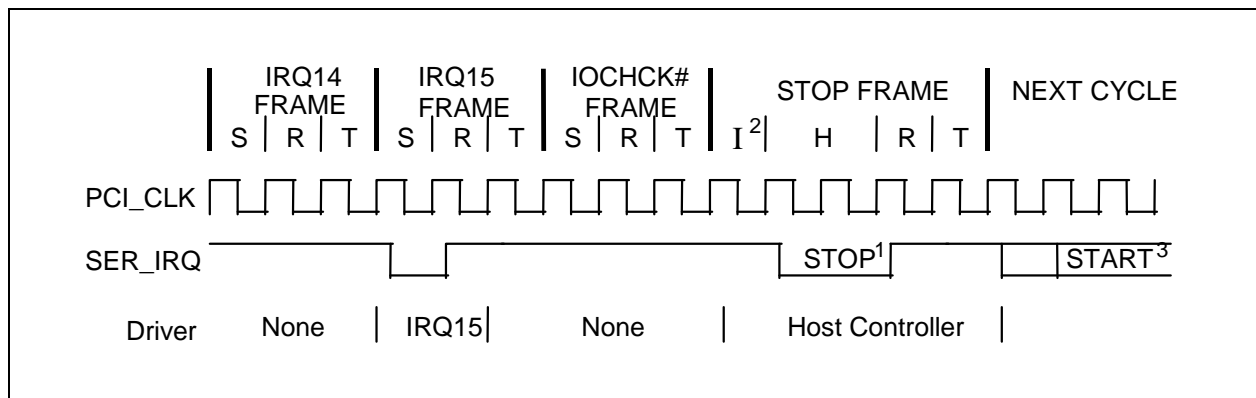 IRQ14 FRAME
IRQ15 FRAME
IOCHCK# FRAME
STOP FRAME
NEXT CYCLE
S R T S R T S R T I² H R T
PCI_CLK
SER_IRQ STOP¹ START³
Driver None IRQ15 None Host Controller